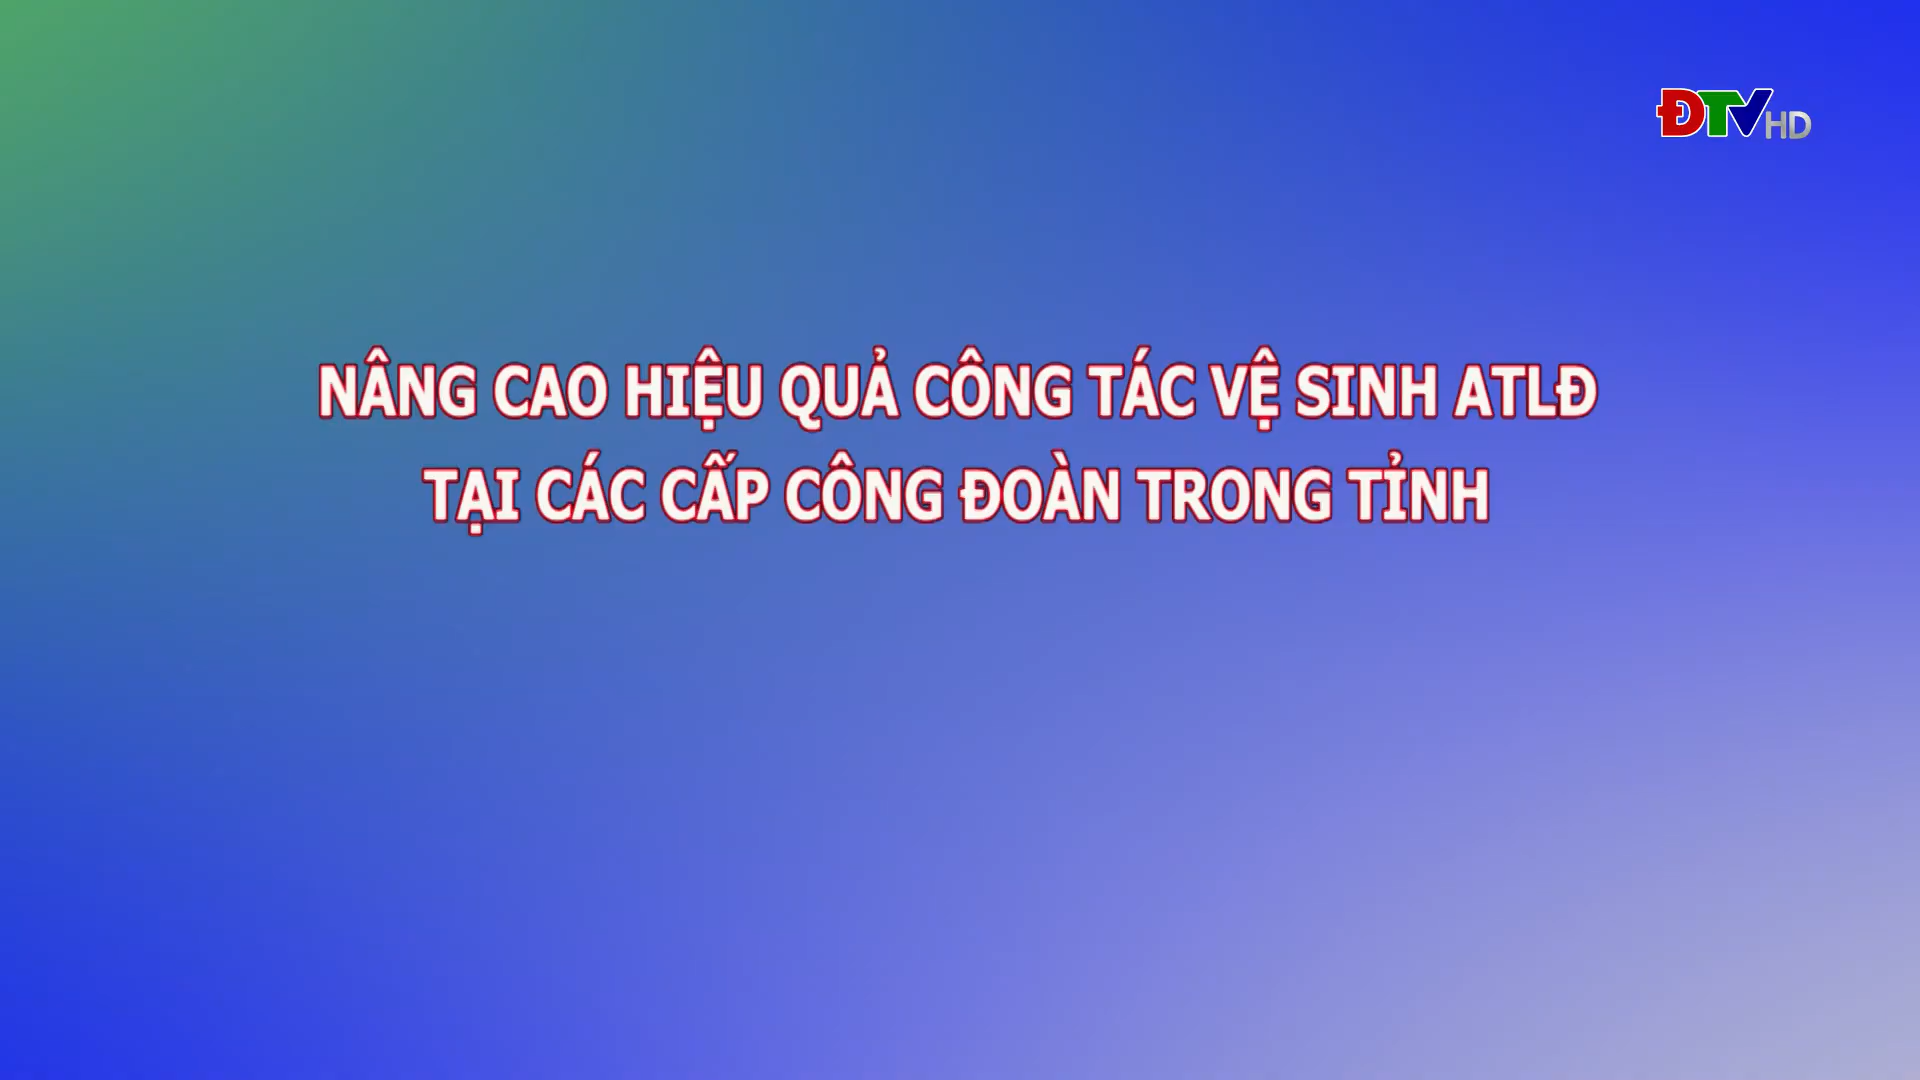 ĐTV HD
NÂNG CAO HIỆU QUẢ CÔNG TÁC VỆ SINH ATLĐ
TẠI CÁC CẤP CÔNG ĐOÀN TRONG TỈNH